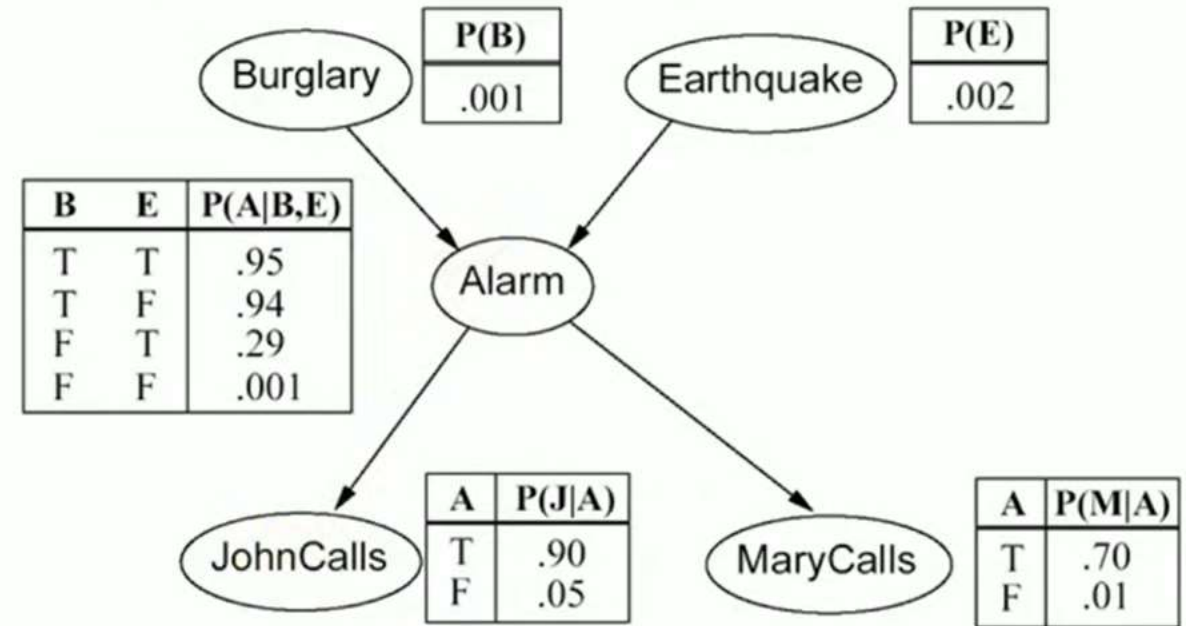 Burglary
P(B)
.001
Earthquake
P(E)
.002
B E P(A|B,E)
T T .95
T F .94
F T .29
F F .001
Alarm
JohnCalls
A P(J|A)
T .90
F .05
MaryCalls
A P(M|A)
T .70
F .01